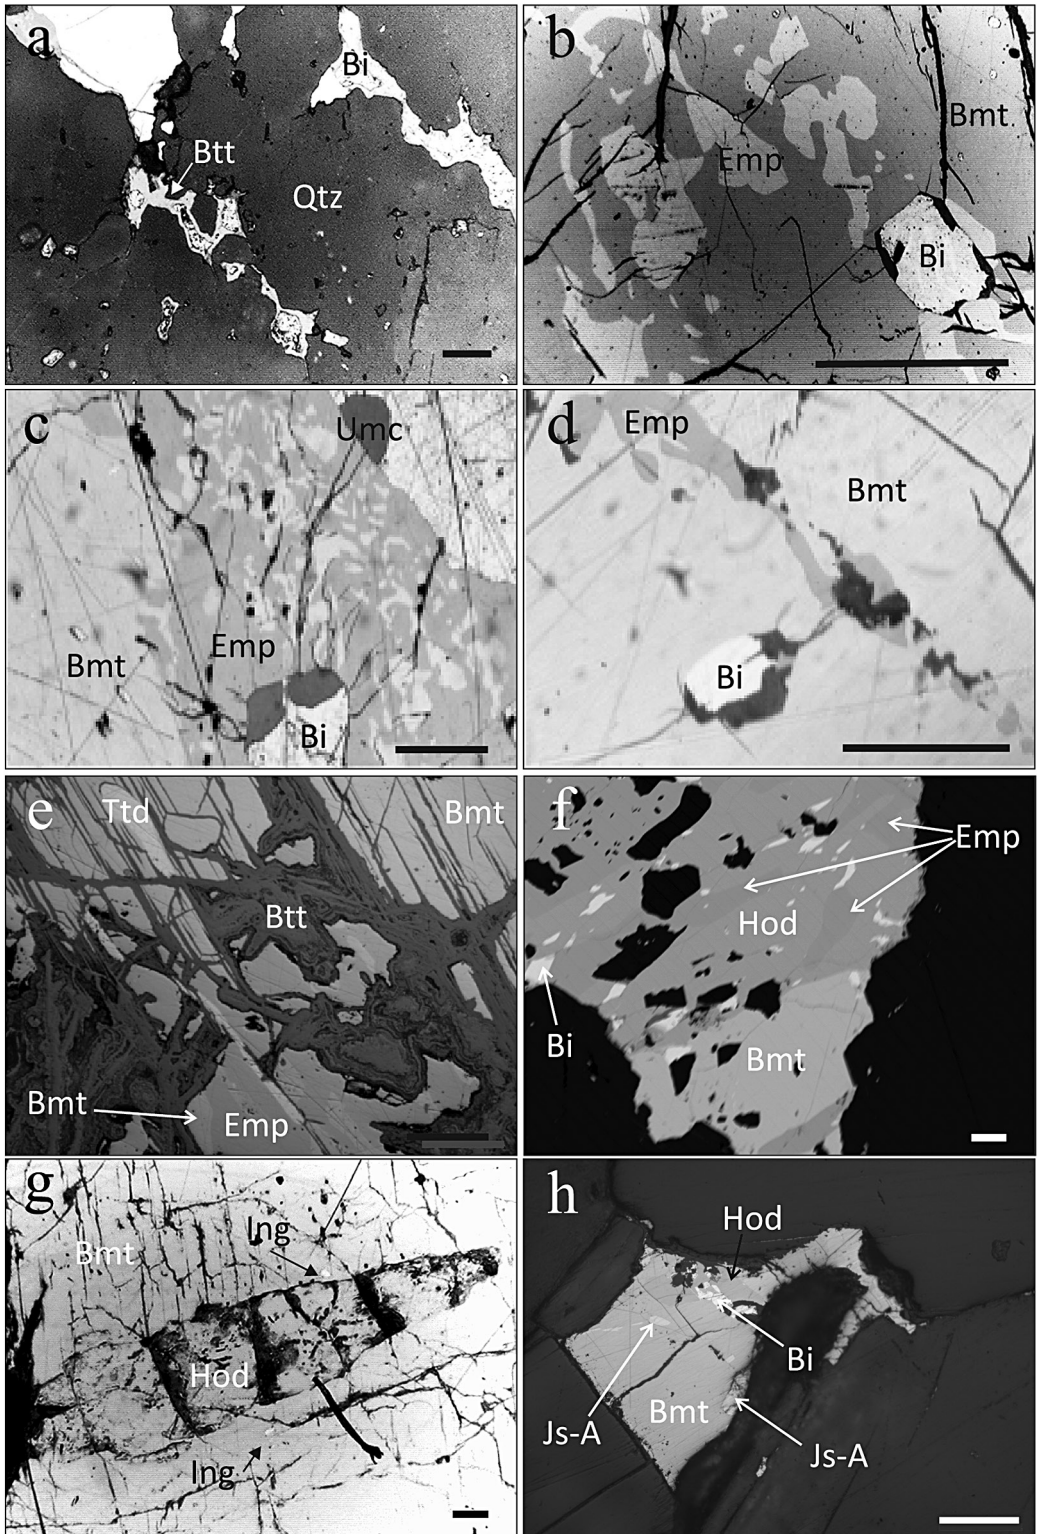 a
Bi
Btt
Qtz
b
Bmt
Emp
Bi
c
Umc
Emp
Bmt
Bi
d
Emp
Bmt
Bi
e
Ttd
Bmt
Btt
Bmt
Emp
f
Emp
Hod
Bi
Bmt
g
Ing
Bmt
Hod
Ing
h
Hod
Bi
Js-A
Bmt
Js-A